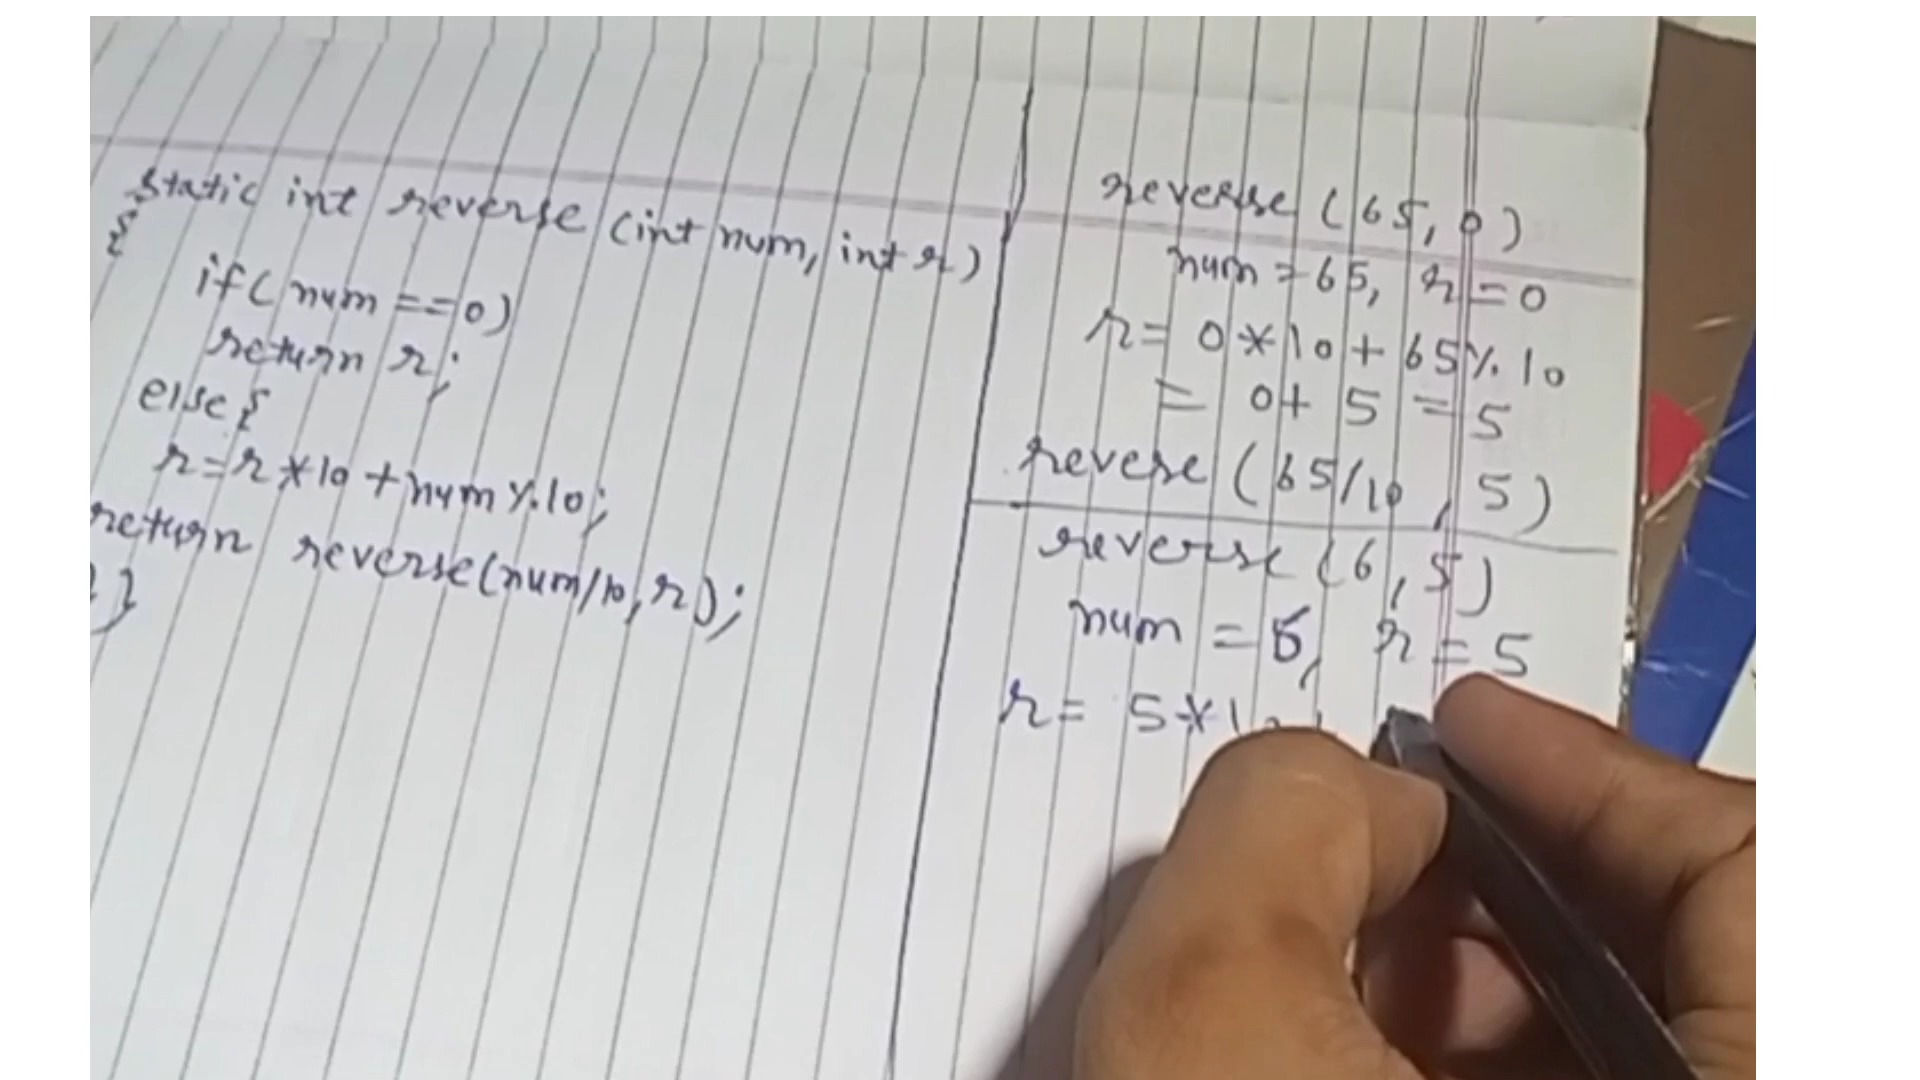 static int reverse (int num, int r)
{
if( num ==0)
return r;
else {
r=r*10 +num%10;
return reverse(num/10,r);
}}
reverse (65, 0)
num = 65, r=0
r= 0*10 + 65%10
= 0+ 5 = 5
revese (65/10, 5)
reverse (6,5)
num = 6, r=5
r= 5*10